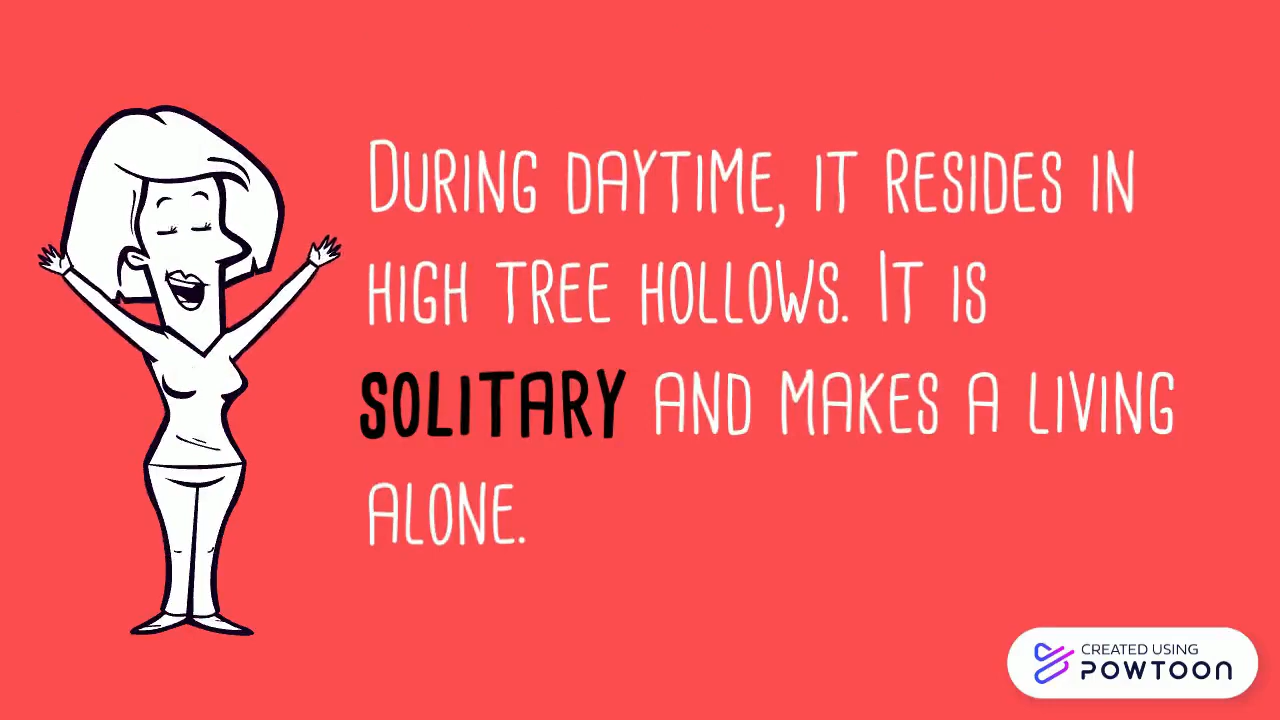 During daytime, it resides in
high tree hollows. It is
solitary and makes a living
alone.
CREATED USING
POWTOON